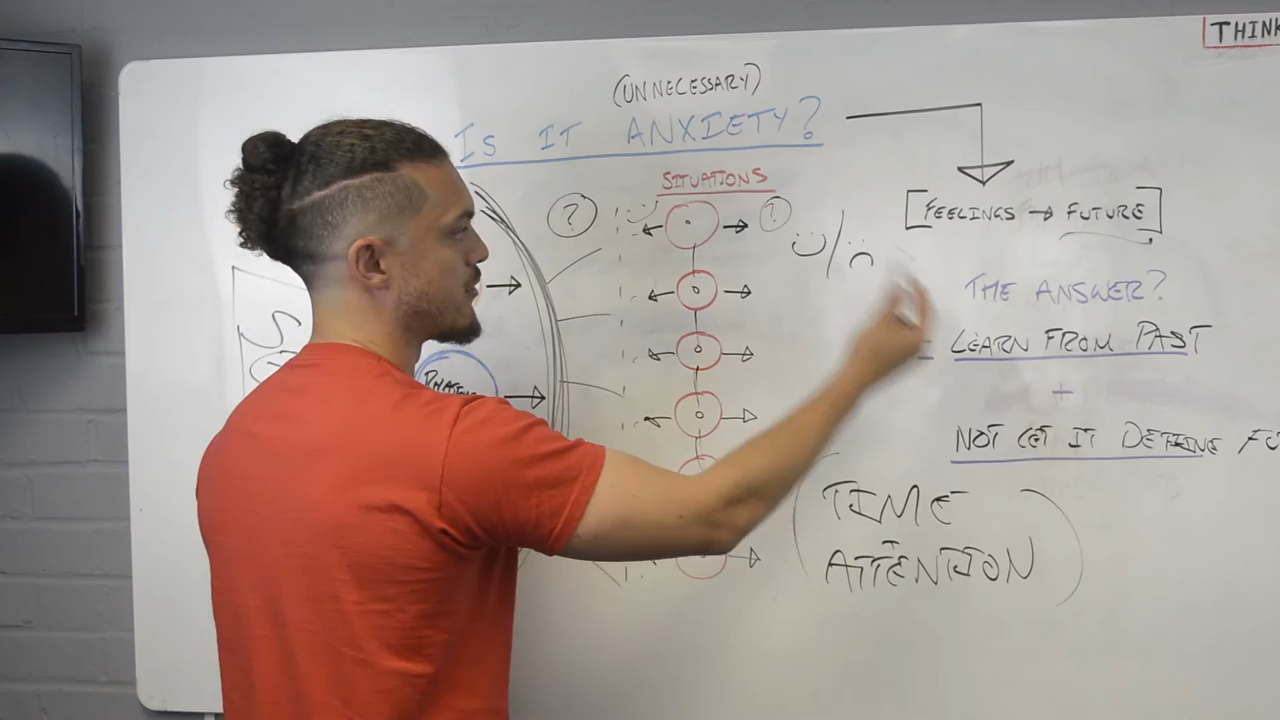 THINK
(UNNECESSARY)
IS IT ANXIETY?
SITUATIONS
?
?
[FEELINGS → FUTURE]
THE ANSWER?
LEARN FROM PAST
+
NOT LET IT DEFINE FU
(TIME
ATTENTION)